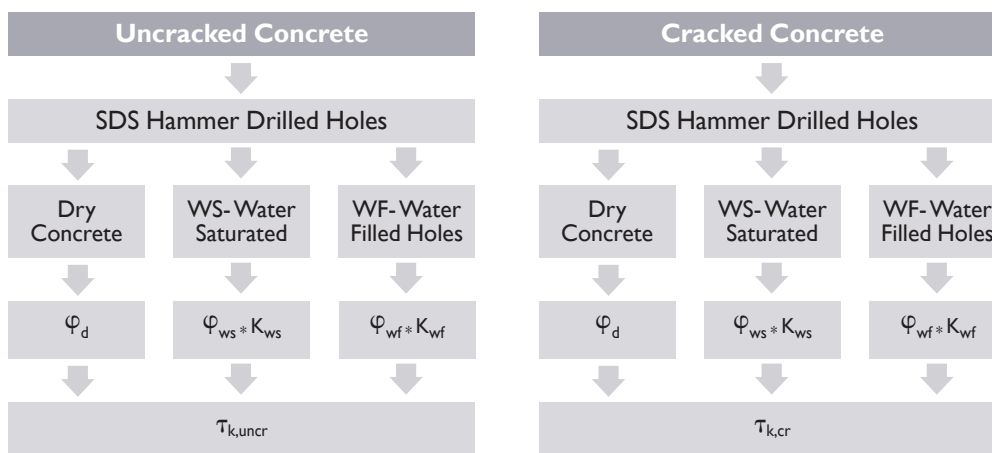 Uncracked Concrete
SDS Hammer Drilled Holes
Dry
Concrete
WS- Water
Saturated
WF- Water
Filled Holes
φd
φws * Kws
φwf * Kwf
τk,uncr
Cracked Concrete
SDS Hammer Drilled Holes
Dry
Concrete
WS- Water
Saturated
WF- Water
Filled Holes
φd
φws * Kws
φwf * Kwf
τk,cr